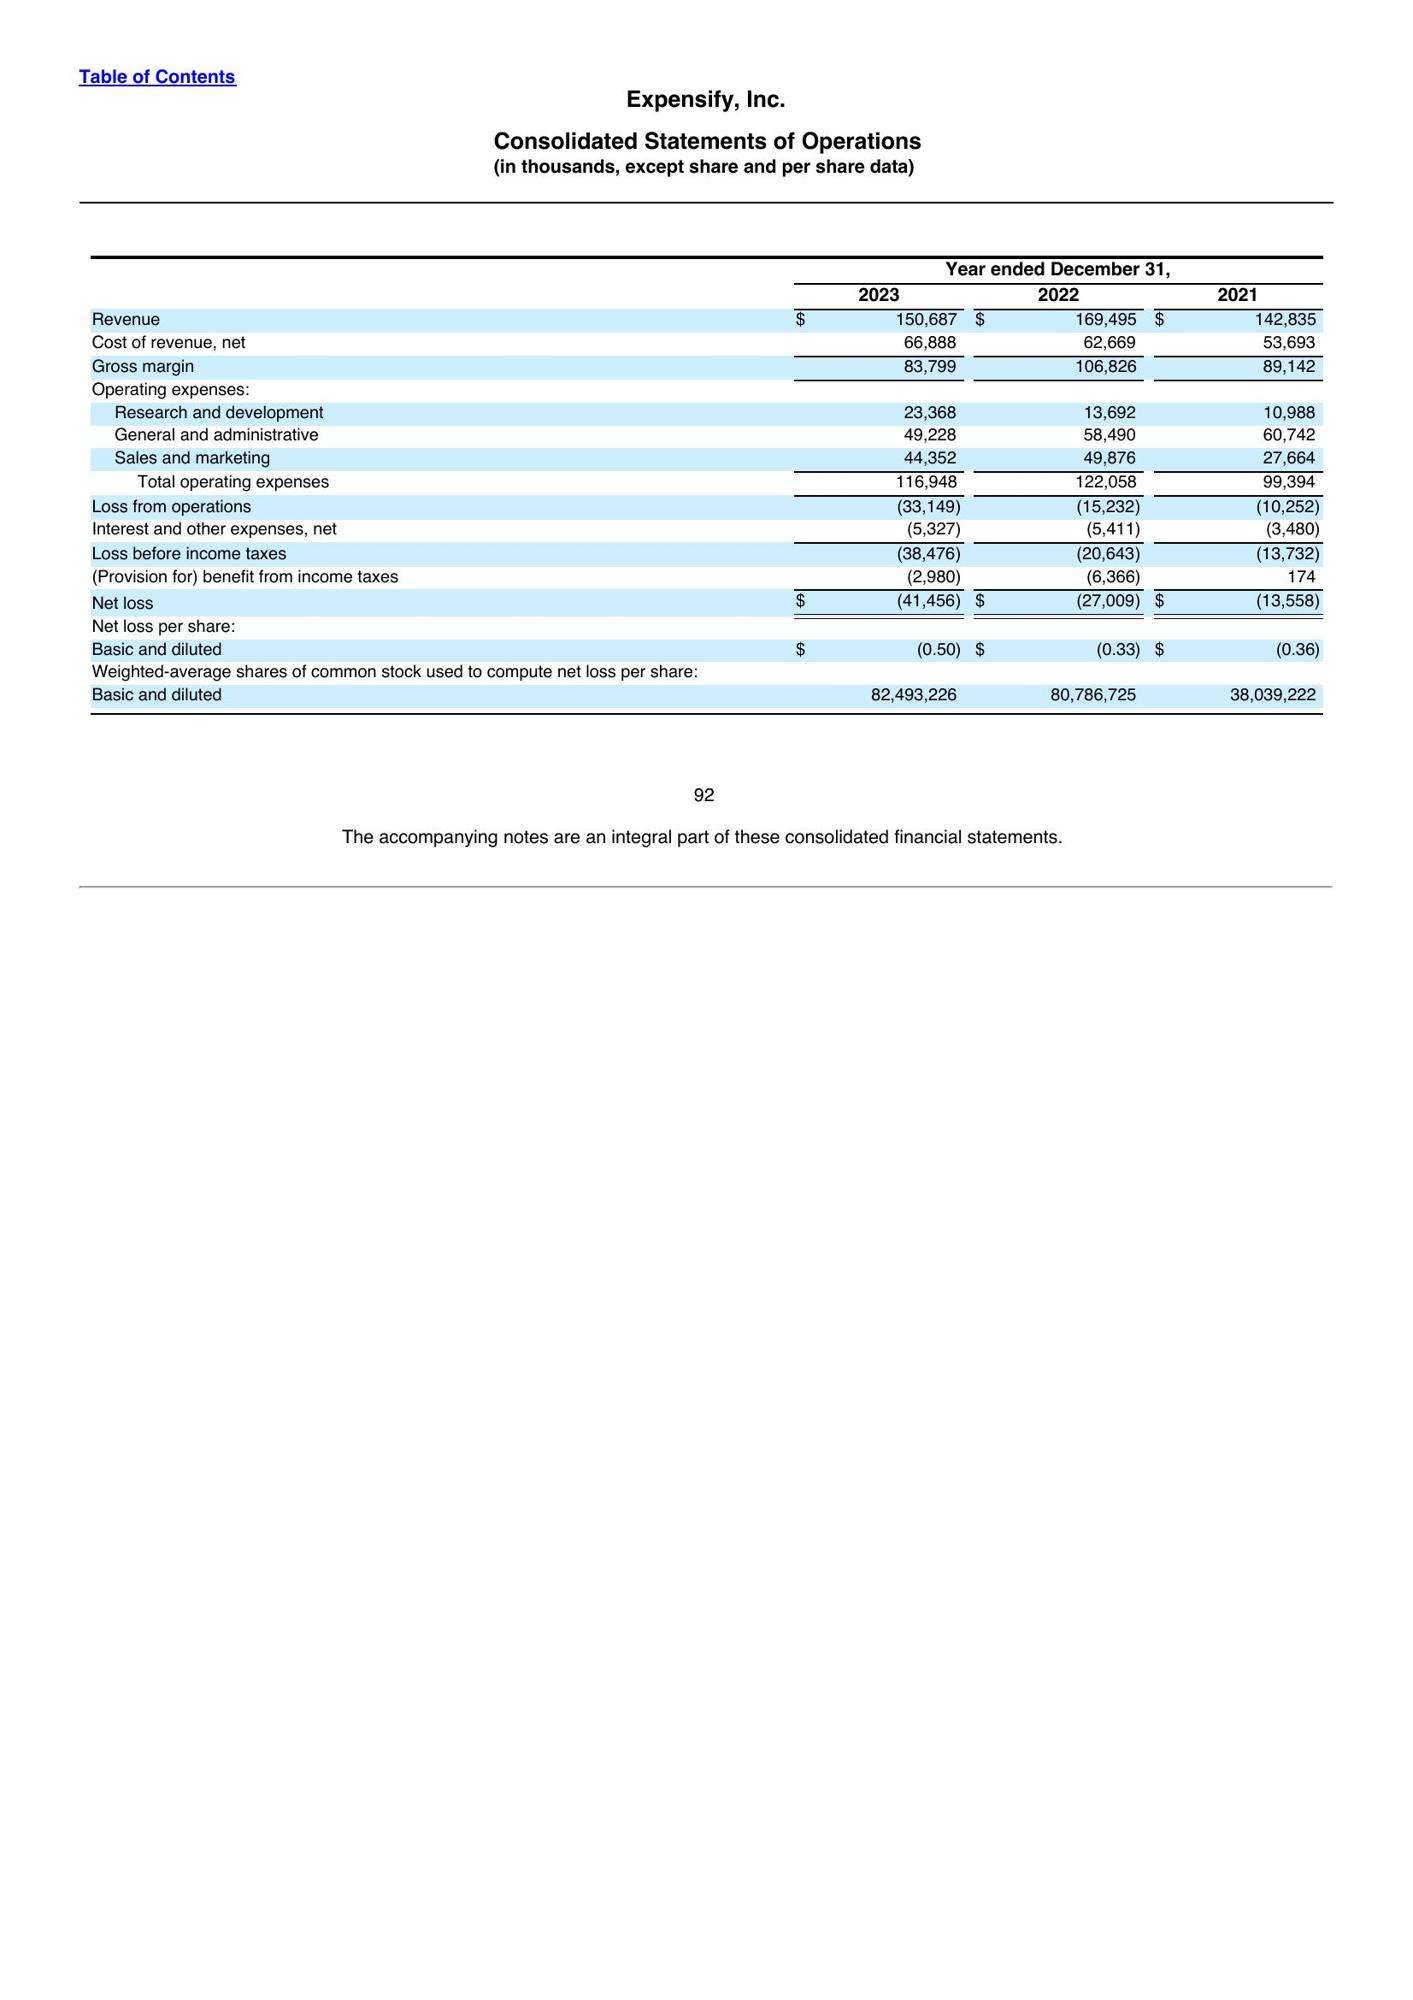 Table of Contents
Expensify, Inc.
Consolidated Statements of Operations
(in thousands, except share and per share data)
Year ended December 31,
2023 2022 2021
Revenue $ 150,687 $ 169,495 $ 142,835
Cost of revenue, net 66,888 62,669 53,693
Gross margin 83,799 106,826 89,142
Operating expenses:
Research and development 23,368 13,692 10,988
General and administrative 49,228 58,490 60,742
Sales and marketing 44,352 49,876 27,664
Total operating expenses 116,948 122,058 99,394
Loss from operations (33,149) (15,232) (10,252)
Interest and other expenses, net (5,327) (5,411) (3,480)
Loss before income taxes (38,476) (20,643) (13,732)
(Provision for) benefit from income taxes (2,980) (6,366) 174
Net loss $ (41,456) $ (27,009) $ (13,558)
Net loss per share:
Basic and diluted $ (0.50) $ (0.33) $ (0.36)
Weighted-average shares of common stock used to compute net loss per share:
Basic and diluted 82,493,226 80,786,725 38,039,222
92
The accompanying notes are an integral part of these consolidated financial statements.